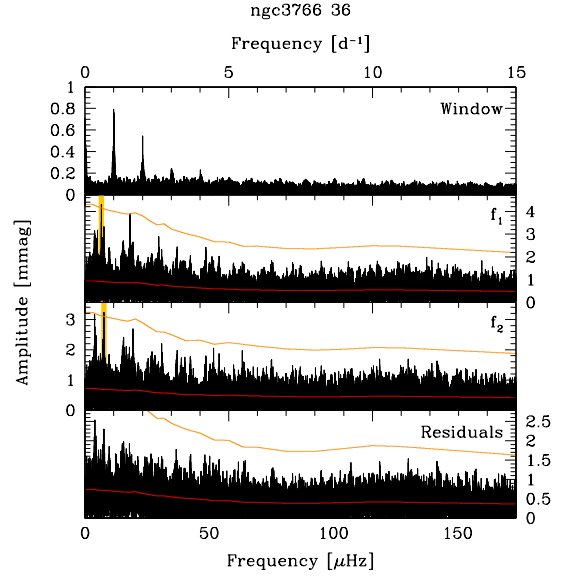 ngc3766 36
Frequency [d⁻¹]
0 5 10 15
1
0.8
0.6
0.4
0.2
0
Window
f₁
4
3
2
1
0
f₂
3
2
1
0
Residuals
2.5
2
1.5
1
0.5
0
Amplitude [mmag]
0 50 100 150
Frequency [μHz]